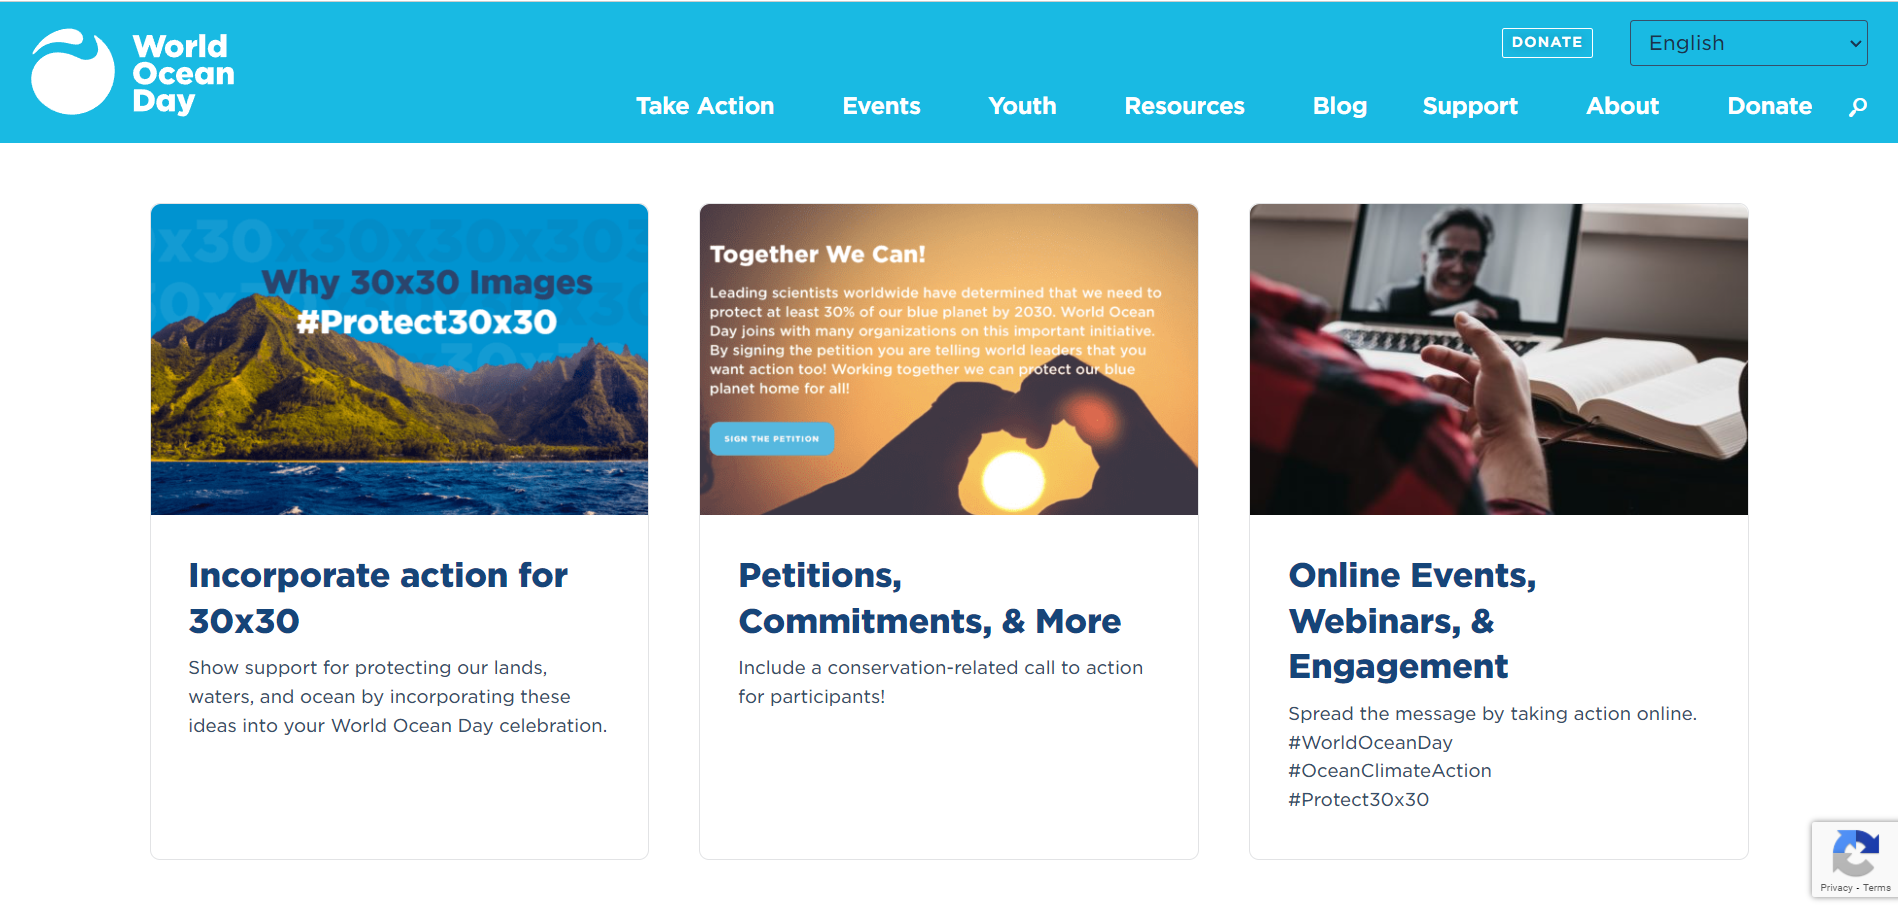 World
Ocean
Day
DONATE
English
Take Action
Events
Youth
Resources
Blog
Support
About
Donate
Why 30x30 Images
#Protect30x30
Together We Can!
Leading scientists worldwide have determined that we need to
protect at least 30% of our blue planet by 2030. World Ocean
Day joins with many organizations on this important initiative.
By signing the petition you are telling world leaders that you
want action too! Working together we can protect our blue
planet home for all!
SIGN THE PETITION
Incorporate action for
30x30
Show support for protecting our lands,
waters, and ocean by incorporating these
ideas into your World Ocean Day celebration.
Petitions,
Commitments, & More
Include a conservation-related call to action
for participants!
Online Events,
Webinars, &
Engagement
Spread the message by taking action online.
#WorldOceanDay
#OceanClimateAction
#Protect30x30
Privacy - Terms